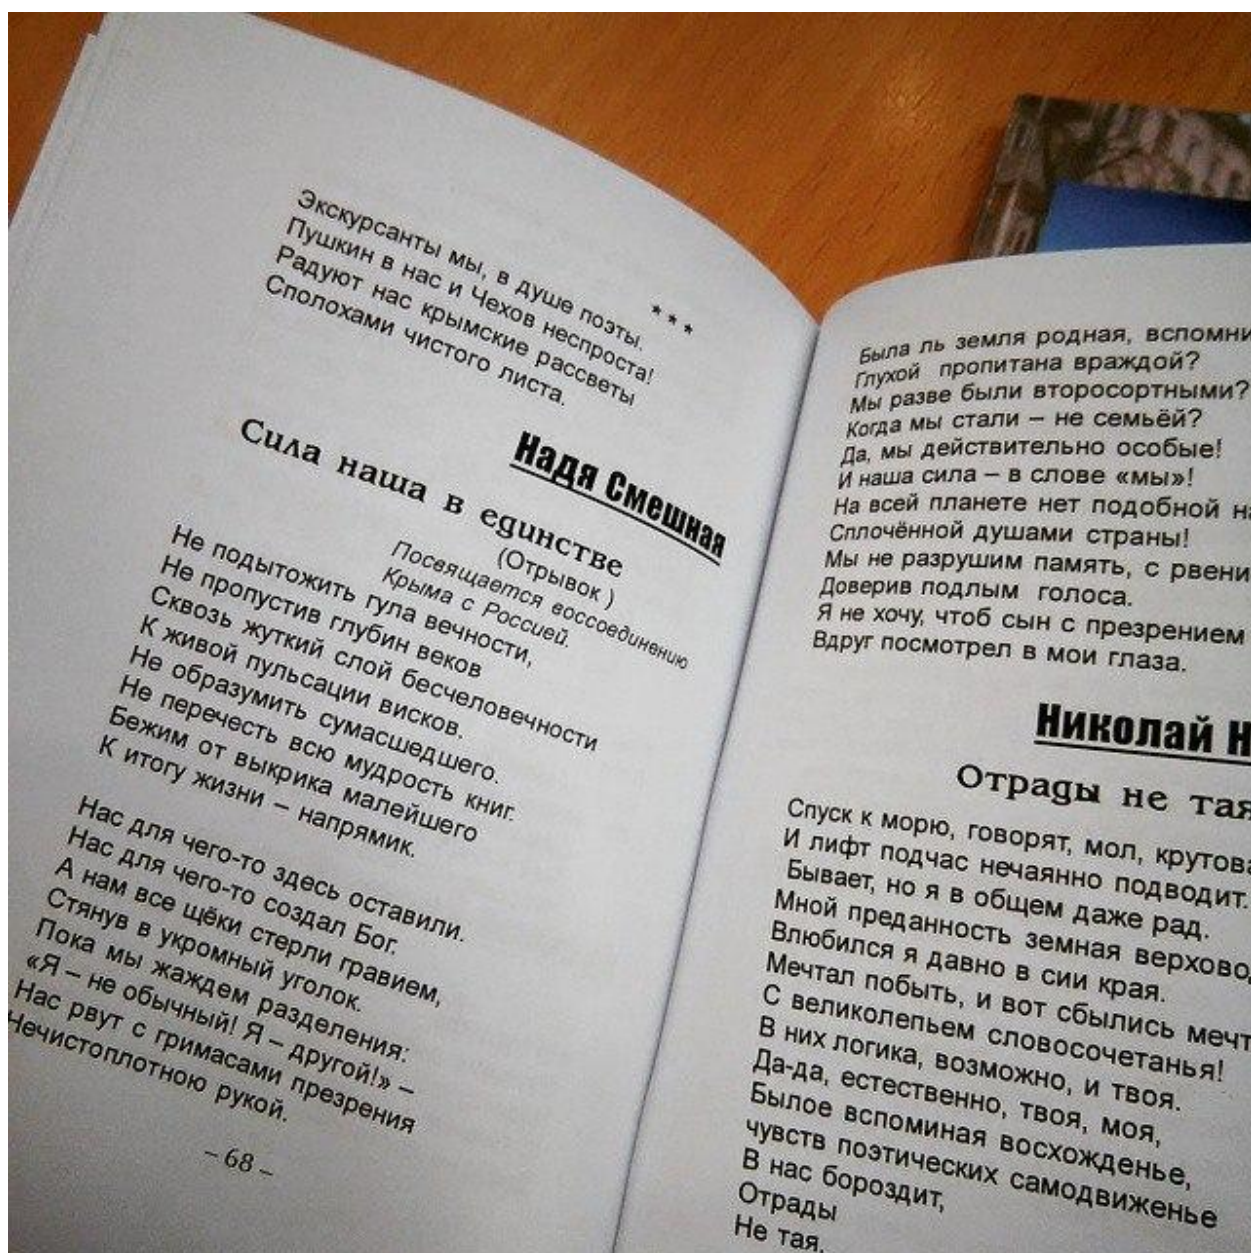 * * *
Экскурсанты мы, в душе поэты.
Пушкин в нас и Чехов неспроста!
Радуют нас крымские рассветы
Сполохами чистого листа.
Надя Смешная
Сила наша в единстве
(Отрывок )
Посвящается воссоединению
Крыма с Россией.
Не подытожить гула вечности,
Не пропустив глубин веков
Сквозь жуткий слой бесчеловечности
К живой пульсации висков.
Не образумить сумасшедшего.
Не перечесть всю мудрость книг.
Бежим от выкрика малейшего
К итогу жизни – напрямик.
Нас для чего-то здесь оставили.
Нас для чего-то создал Бог.
А нам все щёки стерли гравием,
Стянув в укромный уголок.
Пока мы жаждем разделения:
«Я – не обычный! Я – другой!» –
Нас рвут с гримасами презрения
Нечистоплотною рукой.
– 68 –
Была ль земля родная, вспомни
Глухой пропитана враждой?
Мы разве были второсортными?
Когда мы стали – не семьёй?
Да, мы действительно особые!
И наша сила – в слове «мы»!
На всей планете нет подобной
Сплочённой душами страны!
Мы не разрушим память, с рвени
Доверив подлым голоса.
Я не хочу, чтоб сын с презрением
Вдруг посмотрел в мои глаза.
Николай Н
Отрады не тая
Спуск к морю, говорят, мол, крутова
И лифт подчас нечаянно подводит.
Бывает, но я в общем даже рад.
Мной преданность земная верхово
Влюбился я давно в сии края.
Мечтал побыть, и вот сбылись мечт
С великолепьем словосочетанья!
В них логика, возможно, и твоя.
Да-да, естественно, твоя, моя,
Былое вспоминая восхожденье,
чувств поэтических самодвиженье
В нас бороздит,
Отрады
Не тая.